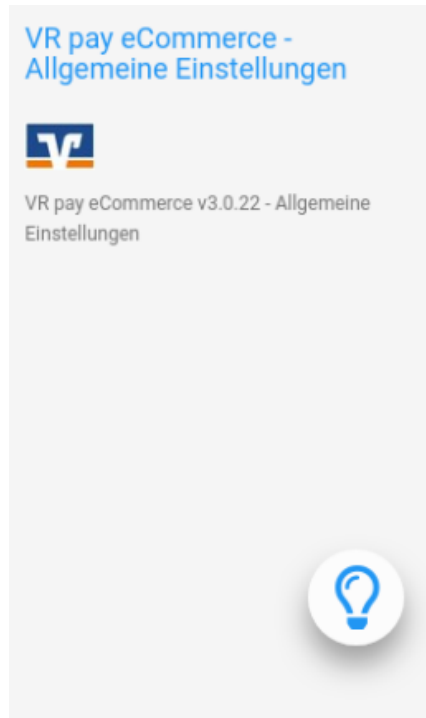 VR pay eCommerce -
Allgemeine Einstellungen
VR pay eCommerce v3.0.22 - Allgemeine
Einstellungen